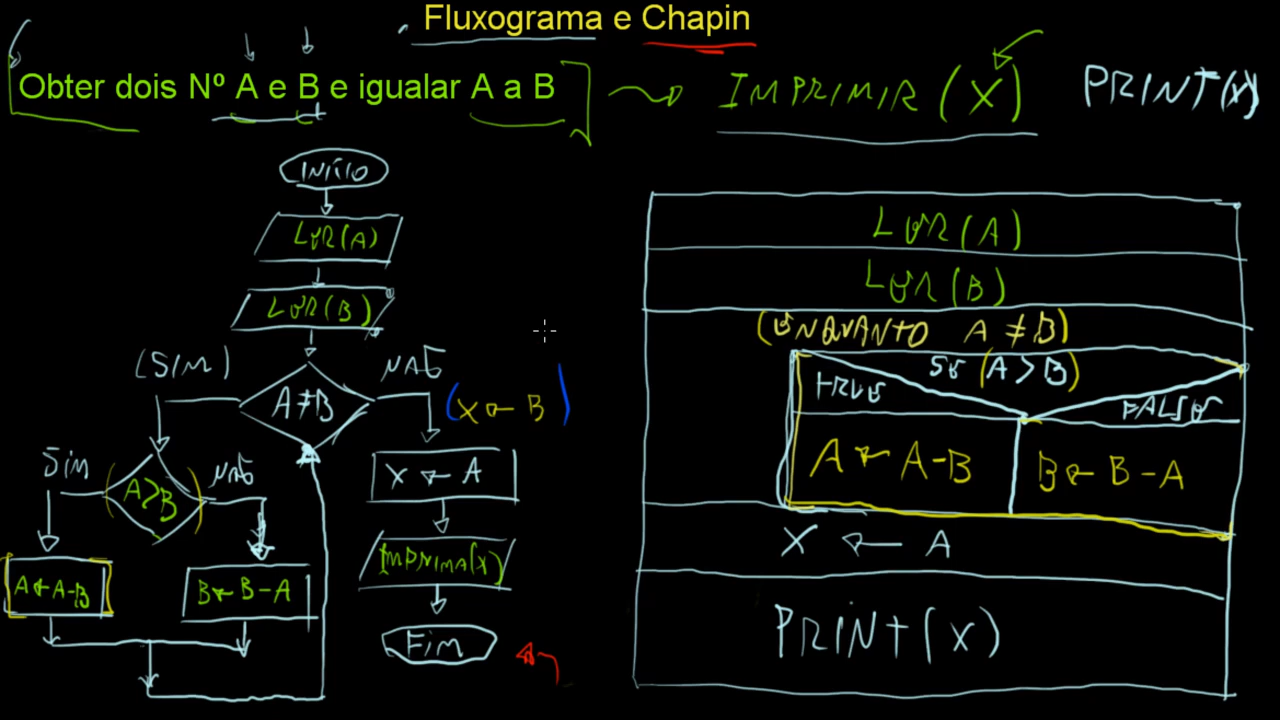 Fluxograma e Chapin
Obter dois Nº A e B e igualar A a B
IMPRIMIR (X)
PRINT(X)
INÍCIO
LER(A)
LER(B)
(SIM)
NÃO
A≠B
(X ← B)
SIM
NÃO
A>B
X ← A
A←A-B
B←B-A
IMPRIMA(X)
FIM
LER(A)
LER(B)
(ENQUANTO A ≠ B)
SE (A > B)
TRUE
FALSE
A ← A-B
B ← B-A
X ← A
PRINT(X)